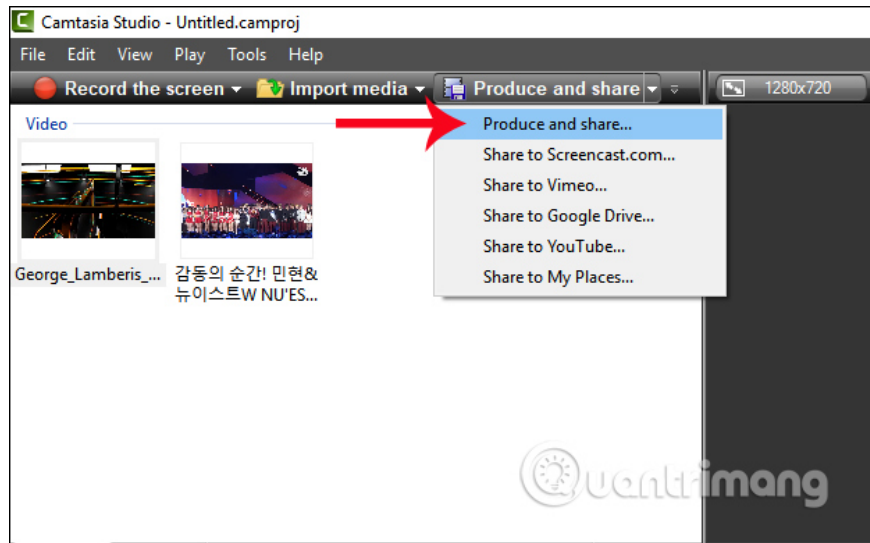 Camtasia Studio - Untitled.camproj
File Edit View Play Tools Help
Record the screen Import media Produce and share 1280x720
Video
Produce and share...
Share to Screencast.com...
Share to Vimeo...
Share to Google Drive...
Share to YouTube...
Share to My Places...
George_Lamberis_...
감동의 순간! 민현&
뉴이스트W NU'ES...
Quantrimang